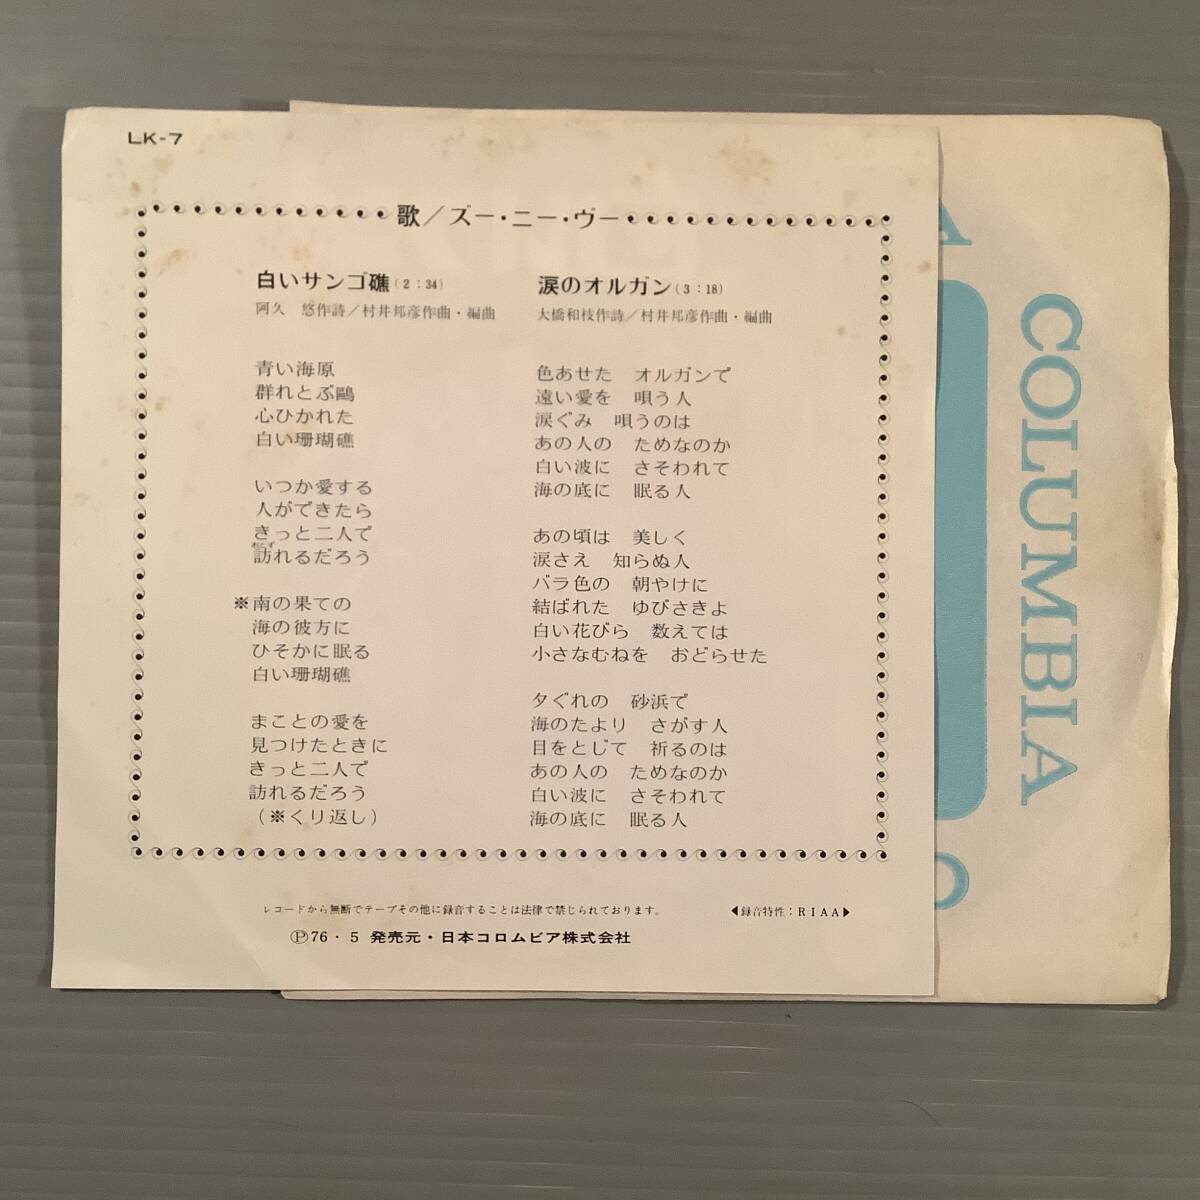 LK-7
歌／ズー・ニー・ヴー
白いサンゴ礁(2:34)
阿久 悠作詩／村井邦彦作曲・編曲
青い海原
群れとぶ鷗
心ひかれた
白い珊瑚礁
いつか愛する
人ができたら
きっと二人で
訪れるだろう
※南の果ての
海の彼方に
ひそかに眠る
白い珊瑚礁
まことの愛を
見つけたときに
きっと二人で
訪れるだろう
(※くり返し)
涙のオルガン(3:18)
大橋和枝作詩／村井邦彦作曲・編曲
色あせた オルガンで
遠い愛を 唄う人
涙ぐみ 唄うのは
あの人の ためなのか
白い波に さそわれて
海の底に 眠る人
あの頃は 美しく
涙さえ 知らぬ人
バラ色の 朝やけに
結ばれた ゆびさきよ
白い花びら 数えては
小さなむねを おどらせた
夕ぐれの 砂浜で
海のたより さがす人
目をとじて 祈るのは
あの人の ためなのか
白い波に さそわれて
海の底に 眠る人
レコードから無断でテープその他に録音することは法律で禁じられております。
◀録音特性:RIAA▶
Ⓟ76・5 発売元・日本コロムビア株式会社
COLUMBIA